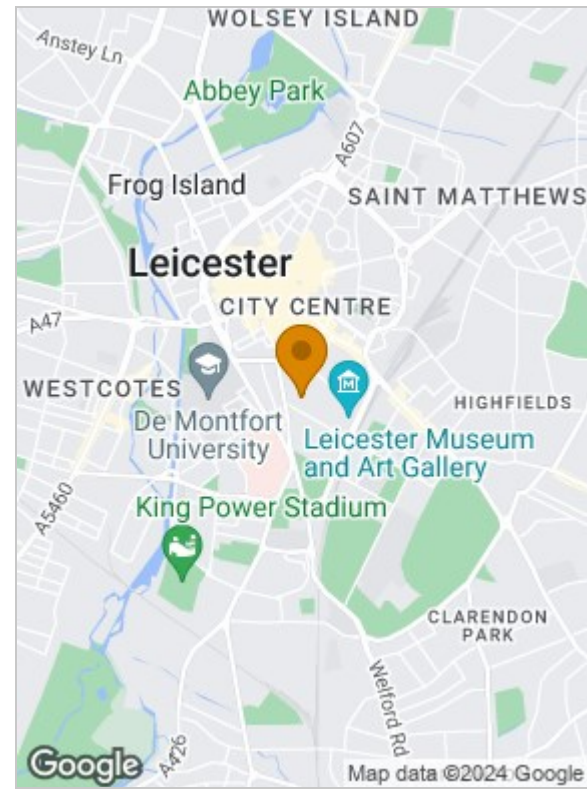 WOLSEY ISLAND
Anstey Ln
Abbey Park
A607
Frog Island
SAINT MATTHEWS
Leicester
CITY CENTRE
A47
WESTCOTES
De Montfort
University
HIGHFIELDS
Leicester Museum
and Art Gallery
A5460
King Power Stadium
CLARENDON
PARK
Welford Rd
A426
Google
Map data ©2024 Google